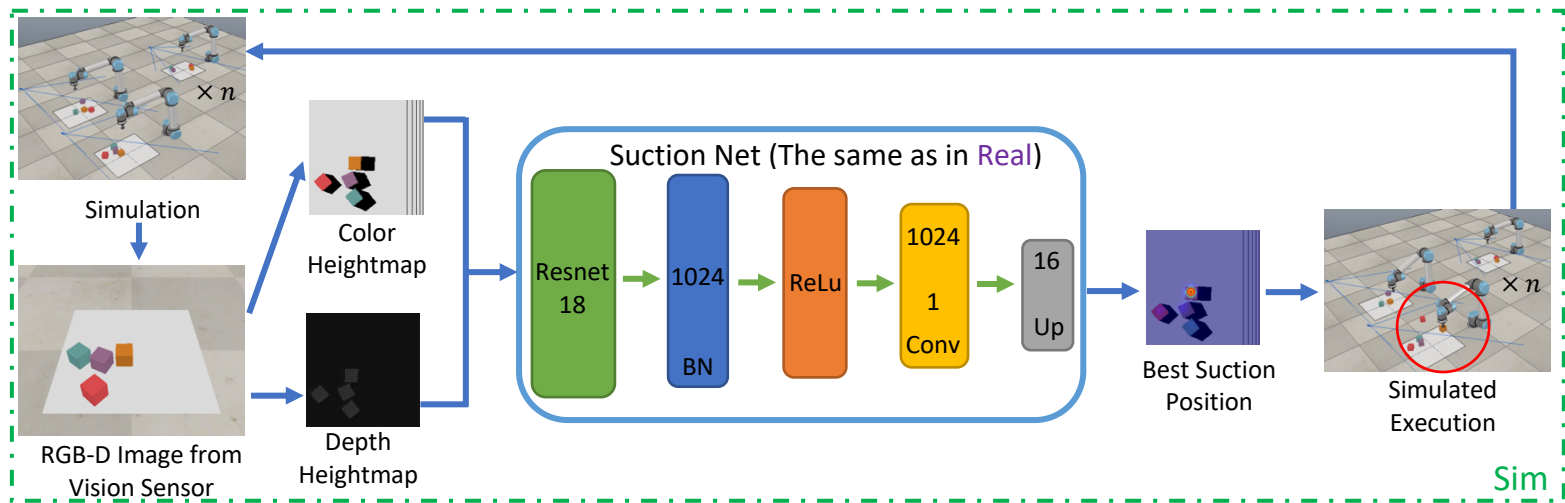 × n
Simulation
RGB-D Image from
Vision Sensor
Color
Heightmap
Depth
Heightmap
Suction Net (The same as in Real)
Resnet
18
1024
BN
ReLu
1024
1
Conv
16
Up
Best Suction
Position
× n
Simulated
Execution
Sim